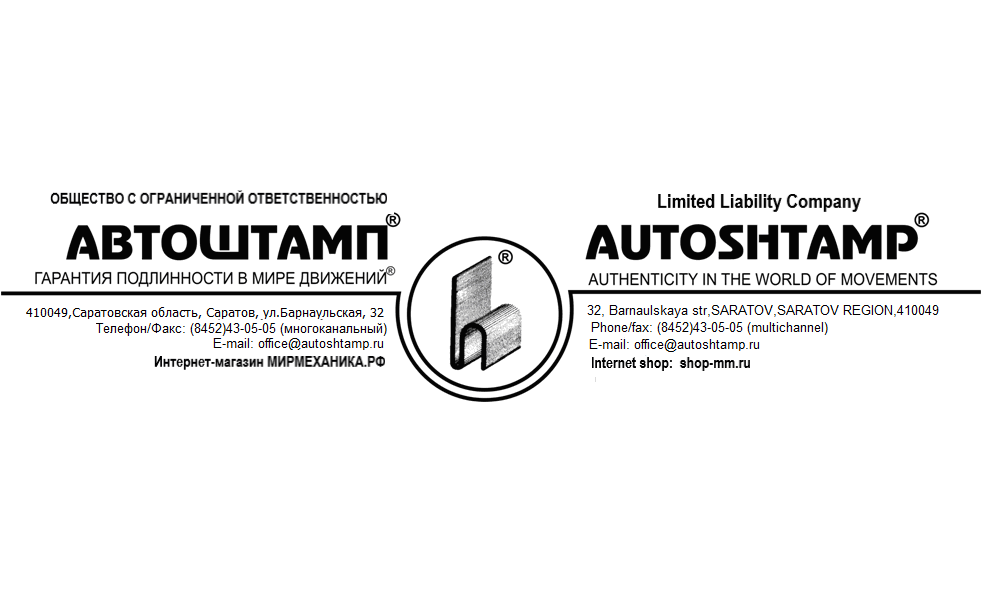 ОБЩЕСТВО С ОГРАНИЧЕННОЙ ОТВЕТСТВЕННОСТЬЮ
АВТОШТАМП®
ГАРАНТИЯ ПОДЛИННОСТИ В МИРЕ ДВИЖЕНИЙ®
410049,Саратовская область, Саратов, ул.Барнаульская, 32
Телефон/Факс: (8452)43-05-05 (многоканальный)
E-mail: office@autoshtamp.ru
Интернет-магазин МИРМЕХАНИКА.РФ
®
Limited Liability Company
AUTOSHTAMP®
AUTHENTICITY IN THE WORLD OF MOVEMENTS
32, Barnaulskaya str,SARATOV,SARATOV REGION,410049
Phone/fax: (8452)43-05-05 (multichannel)
E-mail: office@autoshtamp.ru
Internet shop: shop-mm.ru